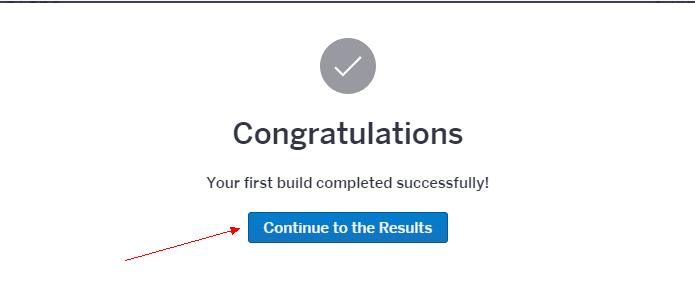 Congratulations
Your first build completed successfully!
Continue to the Results